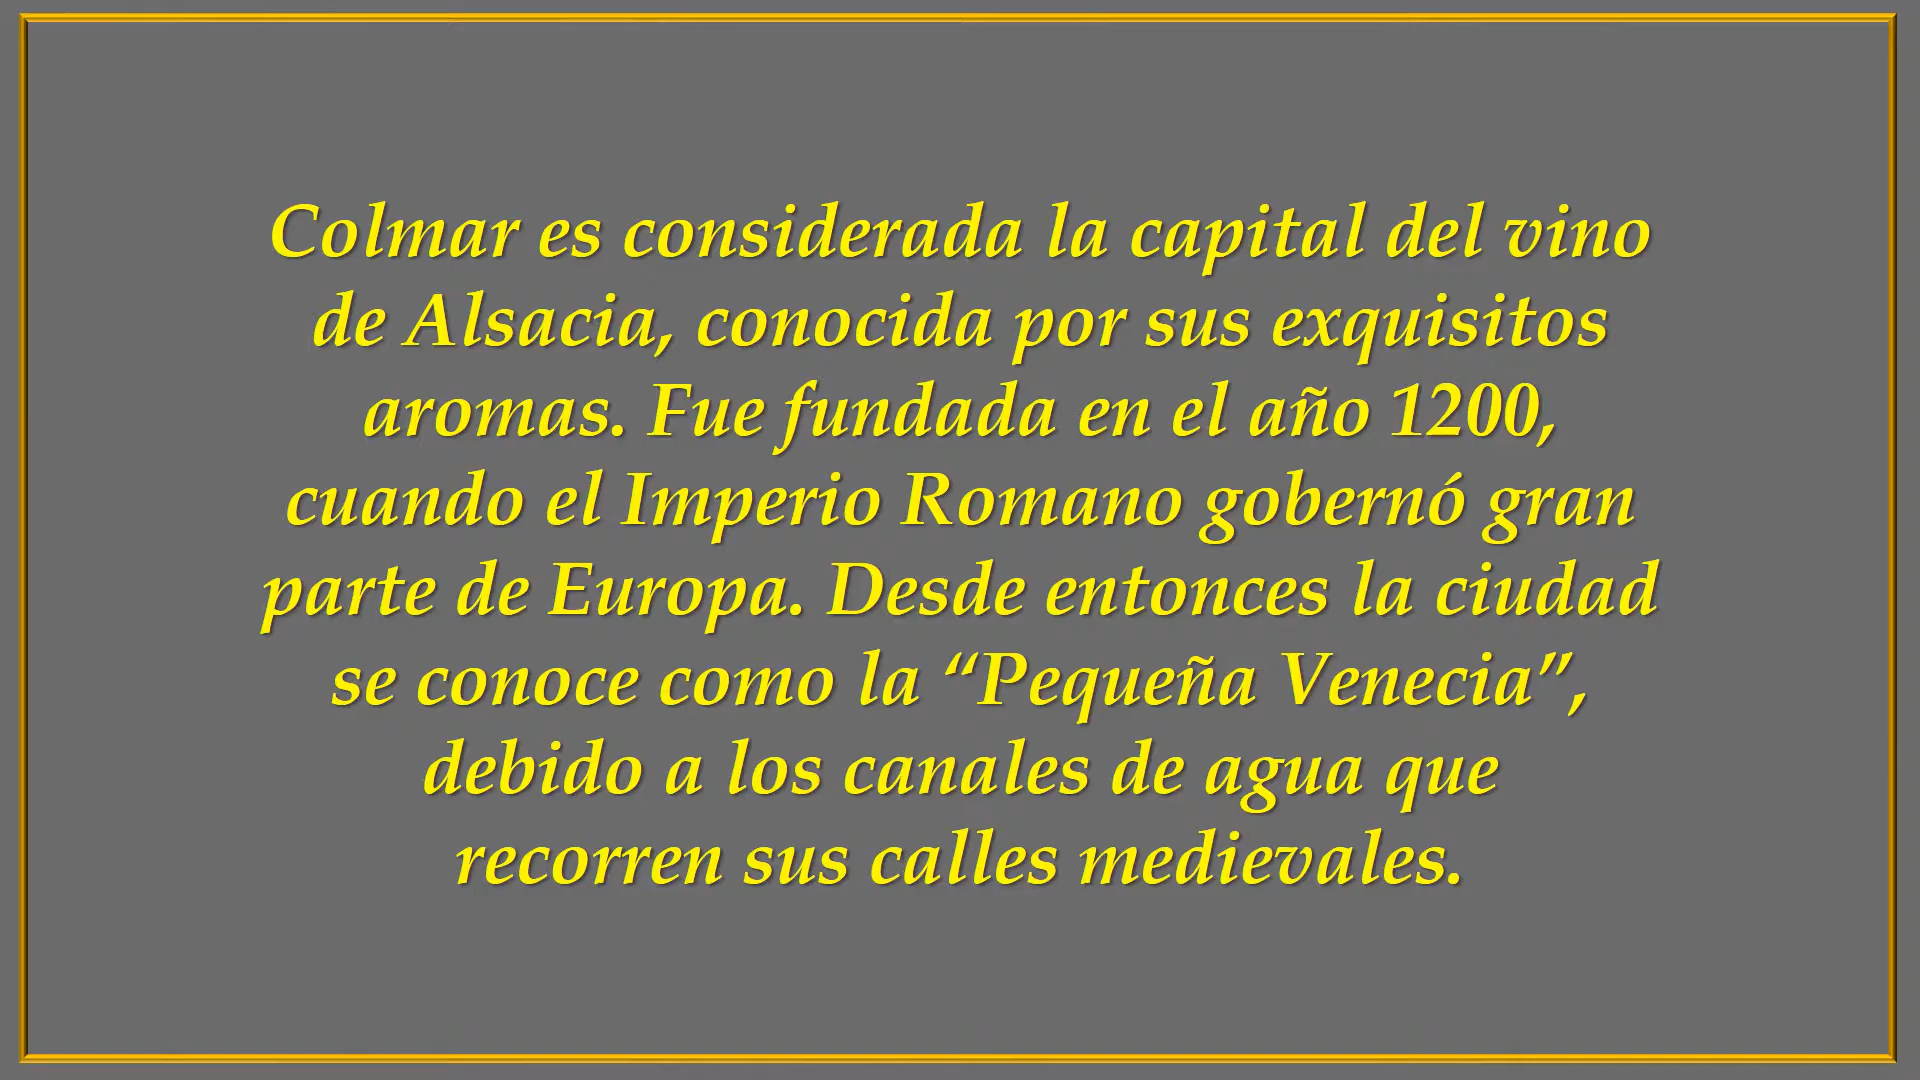 Colmar es considerada la capital del vino
de Alsacia, conocida por sus exquisitos
aromas. Fue fundada en el año 1200,
cuando el Imperio Romano gobernó gran
parte de Europa. Desde entonces la ciudad
se conoce como la “Pequeña Venecia”,
debido a los canales de agua que
recorren sus calles medievales.